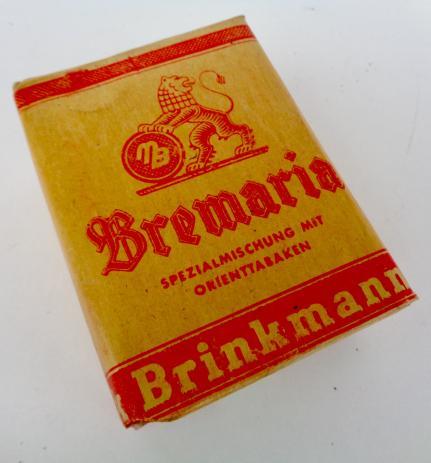 MB
Bremaria
SPEZIALMISCHUNG MIT
ORIENTTABAKEN
Brinkmann